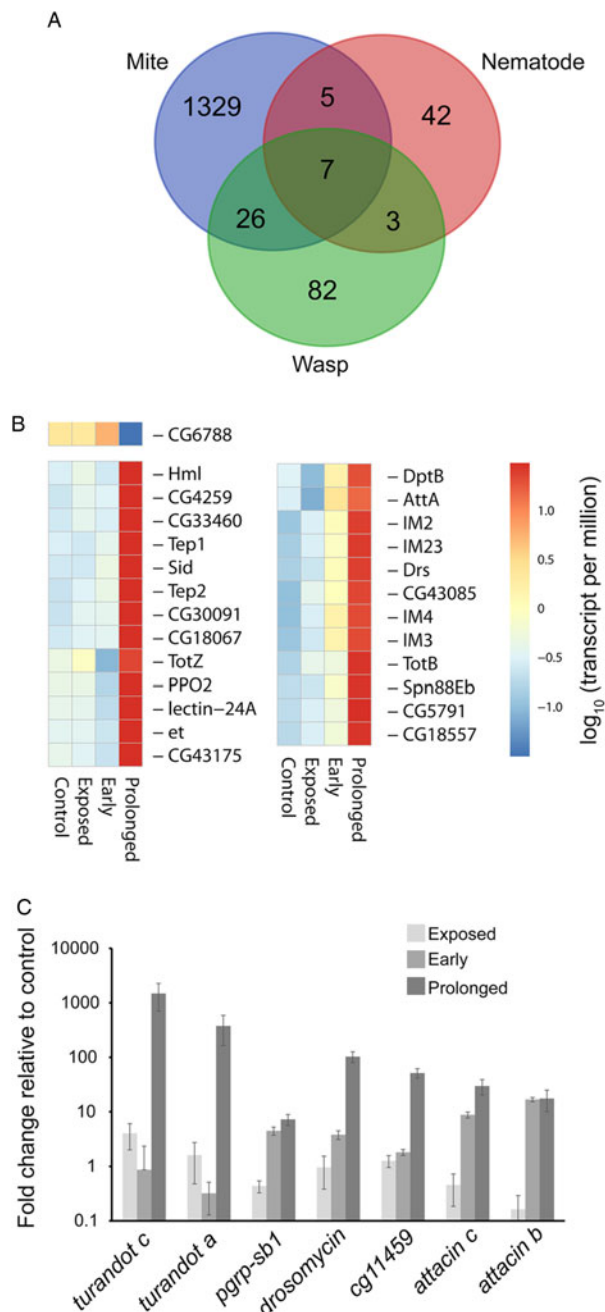 A
Mite
Nematode
1329
5
42
7
26
3
82
Wasp
B
CG6788
Hml
CG4259
CG33460
Tep1
Sid
Tep2
CG30091
CG18067
TotZ
PPO2
lectin-24A
et
CG43175
Control
Exposed
Early
Prolonged
DptB
AttA
IM2
IM23
Drs
CG43085
IM4
IM3
TotB
Spn88Eb
CG5791
CG18557
Control
Exposed
Early
Prolonged
1.0
0.5
0
−0.5
−1.0
log10 (transcript per million)
C
Fold change relative to control
10000
1000
100
10
1
0.1
Exposed
Early
Prolonged
turandot c
turandot a
pgrp-sb1
drosomycin
cg11459
attacin c
attacin b